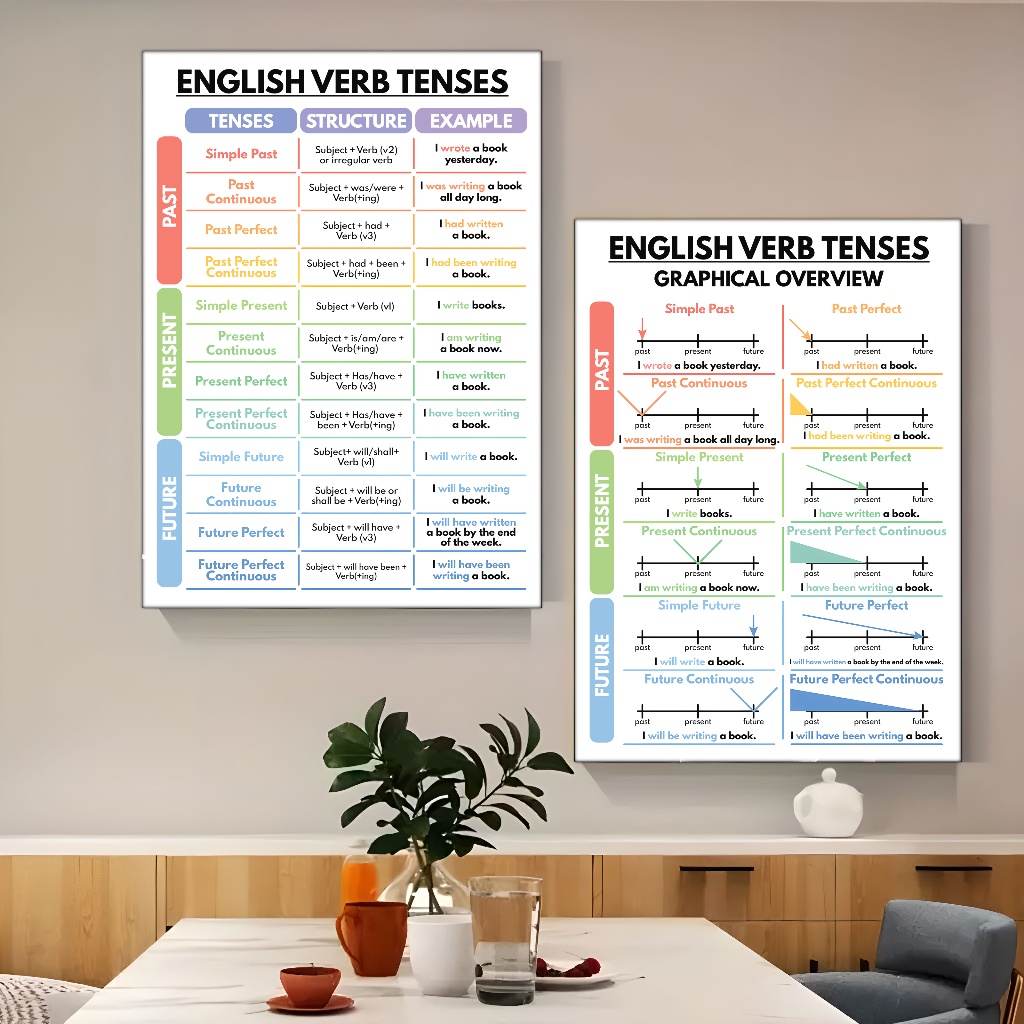 ENGLISH VERB TENSES
TENSES STRUCTURE EXAMPLE
PAST
Simple Past
Subject + Verb (v2)
or irregular verb
I wrote a book
yesterday.
Past
Continuous
Subject + was/were +
Verb(+ing)
I was writing a book
all day long.
Past Perfect
Subject + had +
Verb (v3)
I had written
a book.
Past Perfect
Continuous
Subject + had + been +
Verb(+ing)
I had been writing
a book.
PRESENT
Simple Present
Subject + Verb (v1)
I write books.
Present
Continuous
Subject + is/am/are +
Verb(+ing)
I am writing
a book now.
Present Perfect
Subject + Has/have +
Verb (v3)
I have written
a book.
Present Perfect
Continuous
Subject + Has/have +
been + Verb(+ing)
I have been writing
a book.
FUTURE
Simple Future
Subject+ will/shall+
Verb (v1)
I will write a book.
Future
Continuous
Subject + will be or
shall be + Verb(+ing)
I will be writing
a book.
Future Perfect
Subject + will have +
Verb (v3)
I will have written
a book by the end
of the week.
Future Perfect
Continuous
Subject + will have been +
Verb(+ing)
I will have been
writing a book.
ENGLISH VERB TENSES
GRAPHICAL OVERVIEW
PAST
Simple Past
past present future
I wrote a book yesterday.
Past Perfect
past present future
I had written a book.
Past Continuous
past present future
I was writing a book all day long.
Past Perfect Continuous
past present future
I had been writing a book.
PRESENT
Simple Present
past present future
I write books.
Present Perfect
past present future
I have written a book.
Present Continuous
past present future
I am writing a book now.
Present Perfect Continuous
past present future
I have been writing a book.
FUTURE
Simple Future
past present future
I will write a book.
Future Perfect
past present future
I will have written a book by the end of the week.
Future Continuous
past present future
I will be writing a book.
Future Perfect Continuous
past present future
I will have been writing a book.